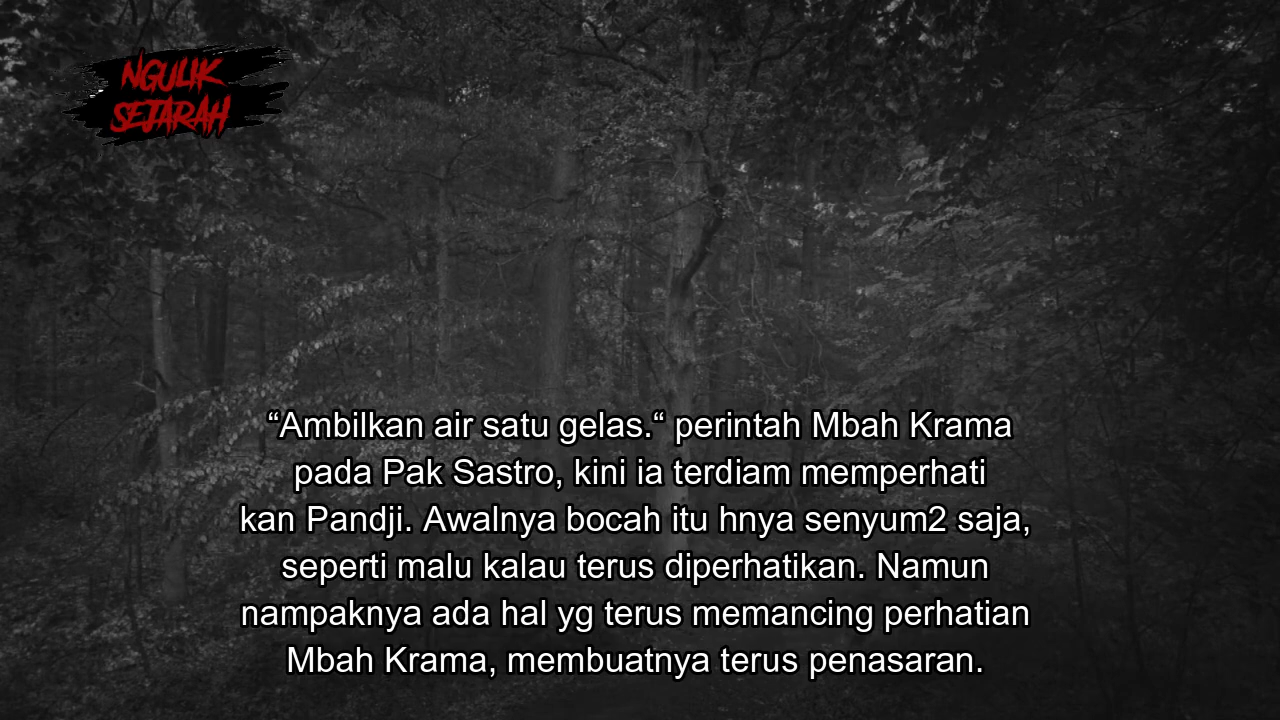 NGULIK
SEJARAH
“Ambilkan air satu gelas.“ perintah Mbah Krama
pada Pak Sastro, kini ia terdiam memperhati
kan Pandji. Awalnya bocah itu hnya senyum2 saja,
seperti malu kalau terus diperhatikan. Namun
nampaknya ada hal yg terus memancing perhatian
Mbah Krama, membuatnya terus penasaran.